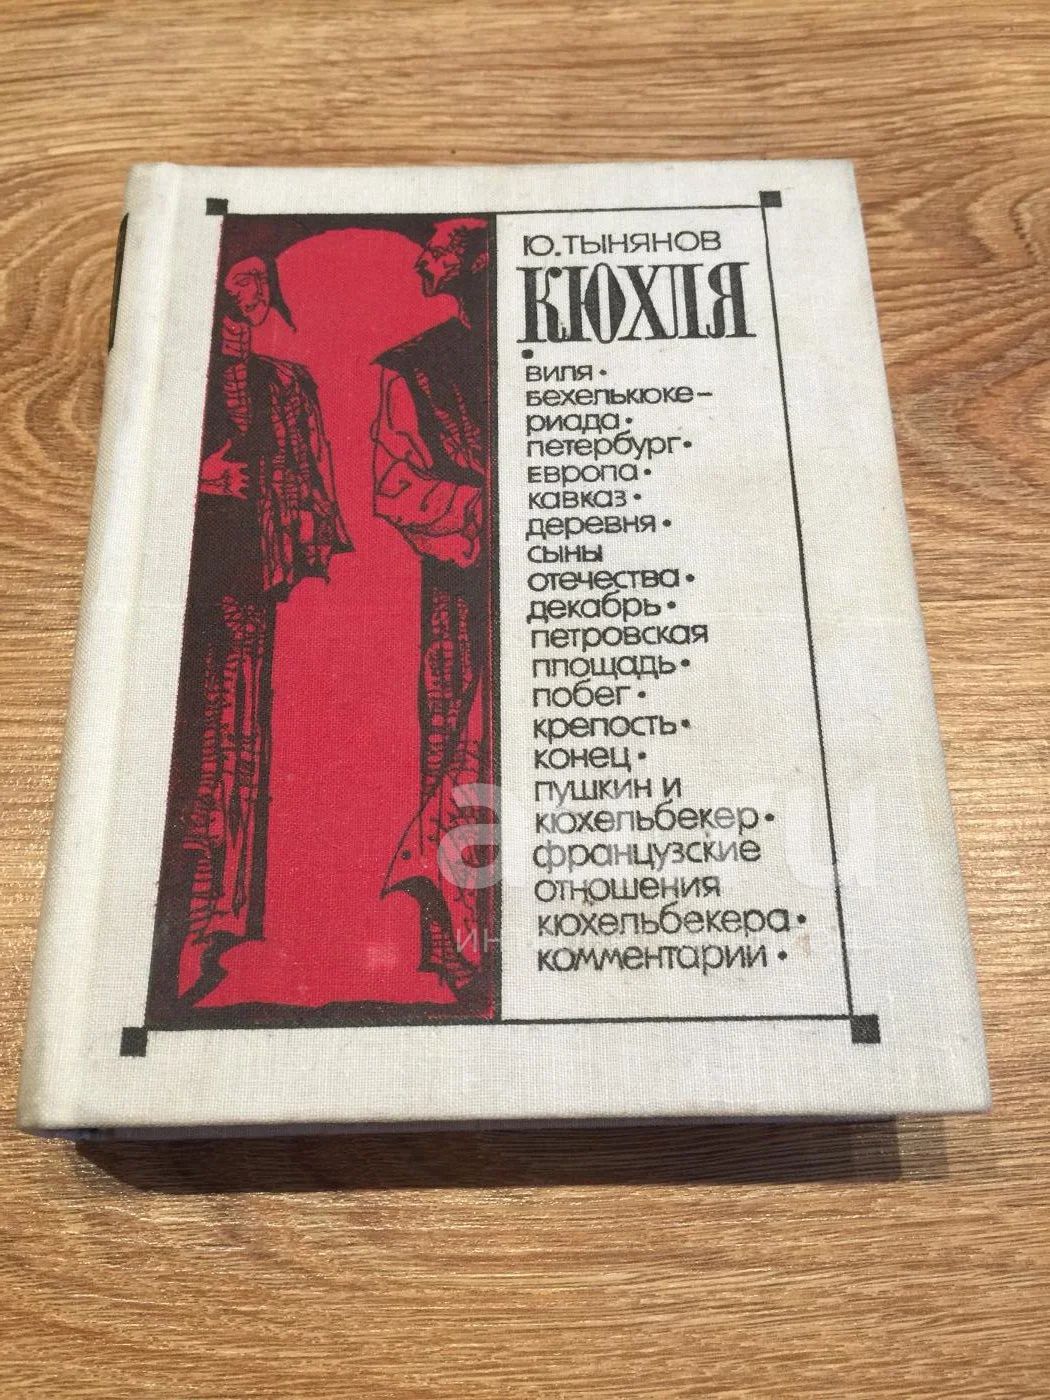 Ю.ТЫНЯНОВ
КЮХЛЯ
• виля •
бехелькюке-
риада •
петербург •
европа •
кавказ •
деревня •
сыны
отечества •
декабрь •
петровская
площадь •
побег •
крепость •
конец •
пушкин и
кюхельбекер •
французские
отношения
кюхельбекера •
комментарии •